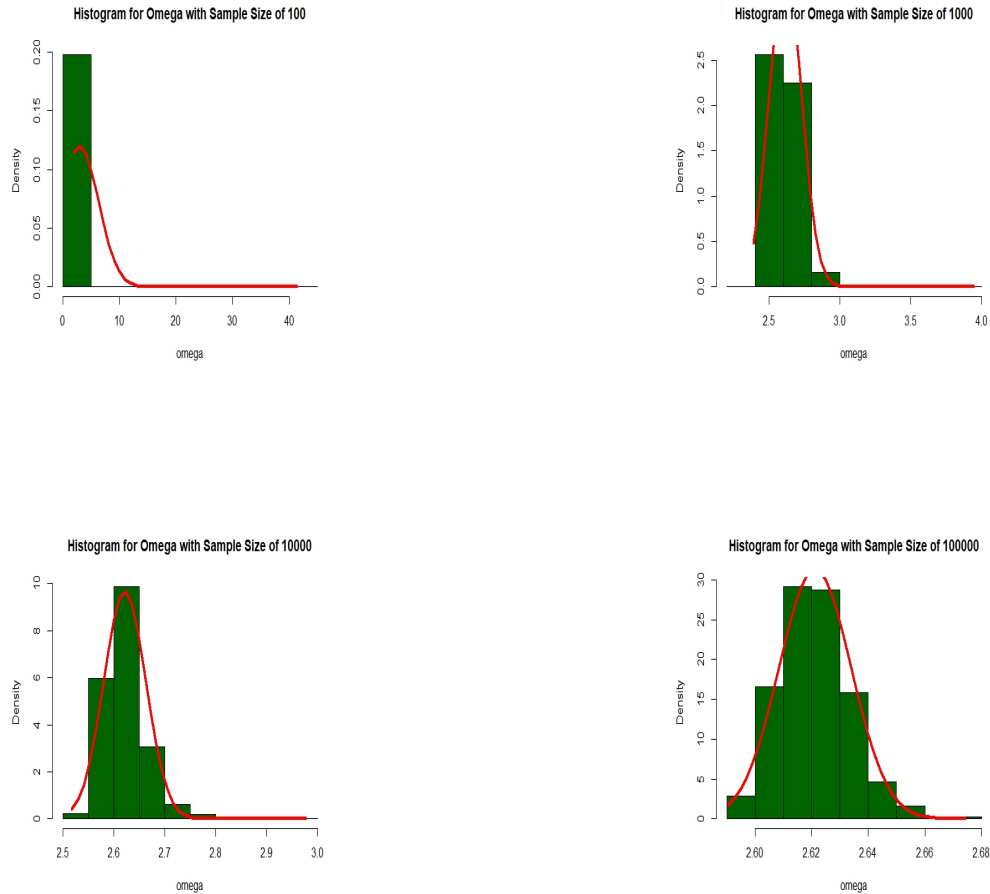 Histogram for Omega with Sample Size of 100
Density
0.00 0.05 0.10 0.15 0.20
0 10 20 30 40
omega
Histogram for Omega with Sample Size of 1000
Density
0.0 0.5 1.0 1.5 2.0 2.5
2.5 3.0 3.5 4.0
omega
Histogram for Omega with Sample Size of 10000
Density
0 2 4 6 8 10
2.5 2.6 2.7 2.8 2.9 3.0
omega
Histogram for Omega with Sample Size of 100000
Density
0 5 10 15 20 25 30
2.60 2.62 2.64 2.66 2.68
omega